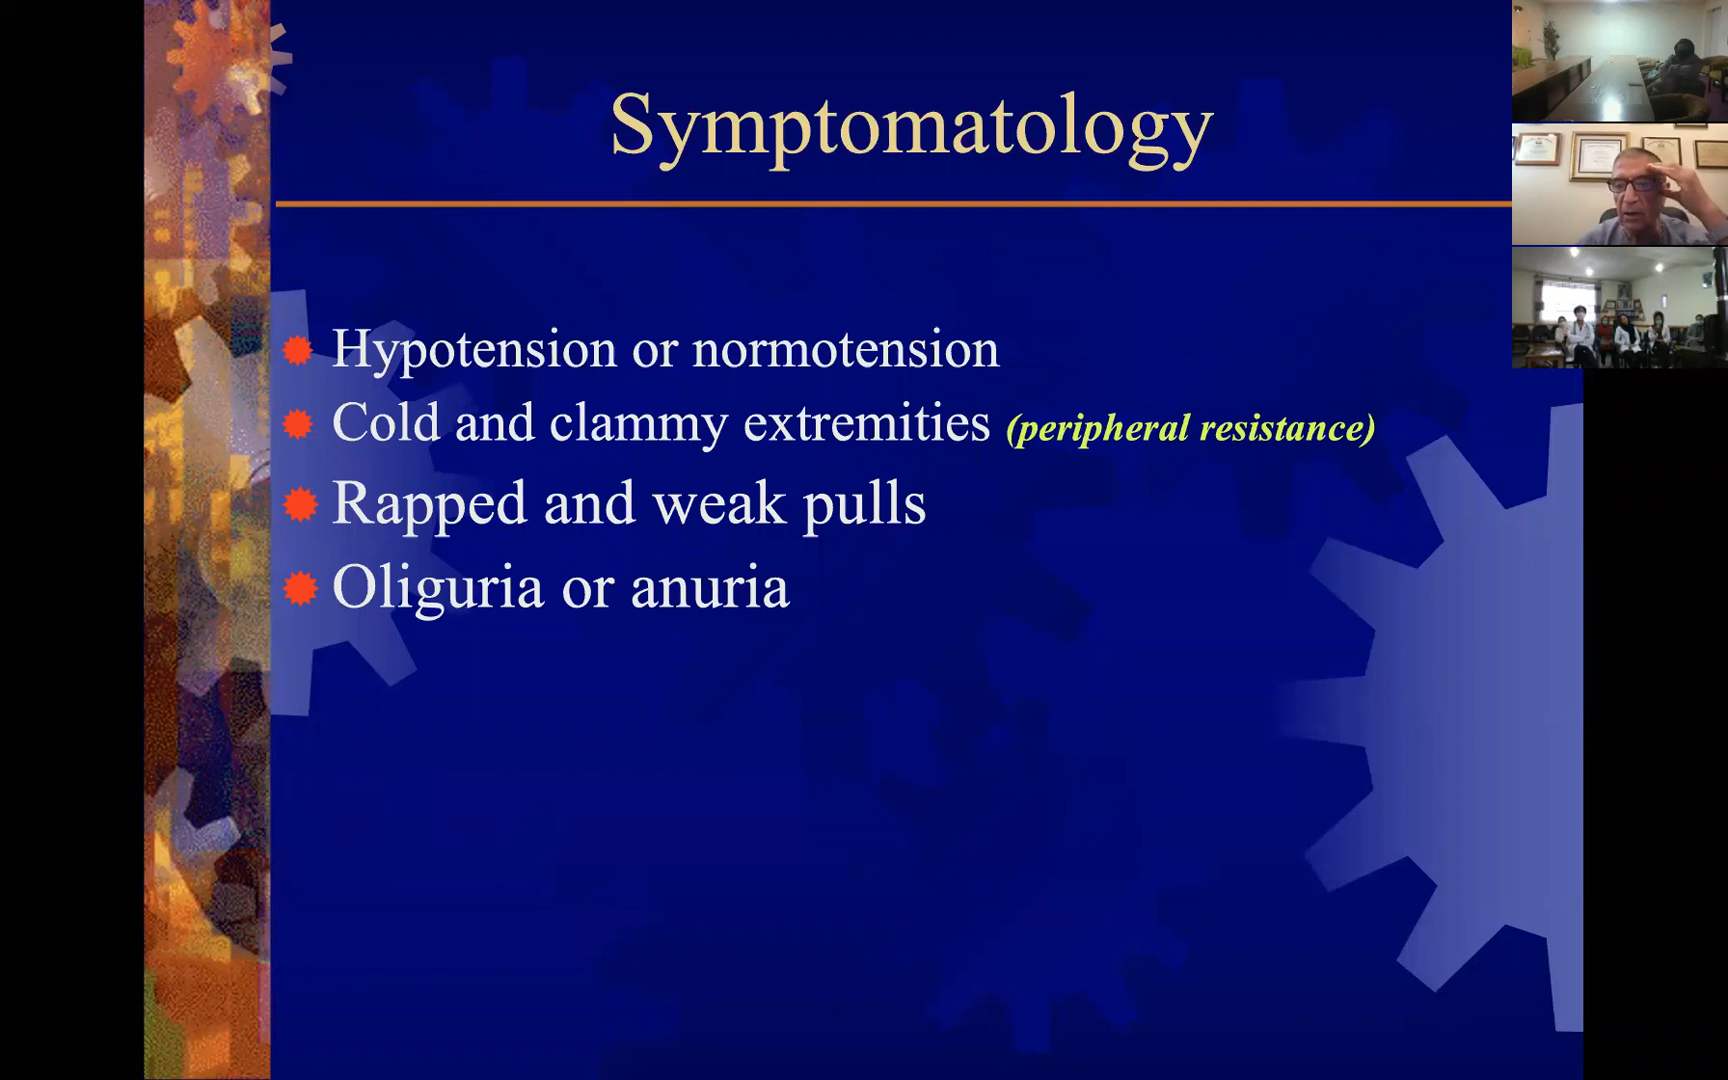 Symptomatology
Hypotension or normotension
Cold and clammy extremities (peripheral resistance)
Rapped and weak pulls
Oliguria or anuria